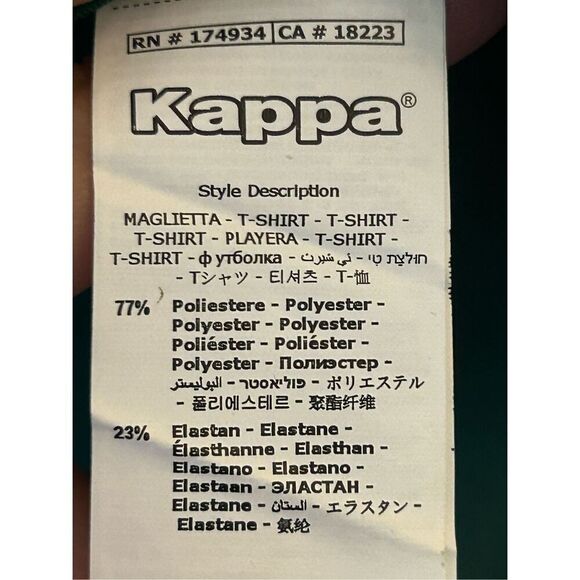 RN # 174934 CA # 18223
Kappa®
Style Description
MAGLIETTA - T-SHIRT - T-SHIRT -
T-SHIRT - PLAYERA - T-SHIRT -
T-SHIRT - футболка - تي شيرت - חולצת טי -
- Tシャツ - 티셔츠 - T-恤
77% Poliestere - Polyester -
Polyester - Polyester -
Poliéster - Poliéster -
Polyester - Полиэстер -
البوليستر - פוליאסטר - ポリエステル
- 폴리에스테르 - 聚酯纤维
23% Elastan - Elastane -
Élasthanne - Elasthan -
Elastano - Elastano -
Elastaan - ЭЛАСТАН -
Elastane - الستان - エラスタン -
Elastane - 氨纶